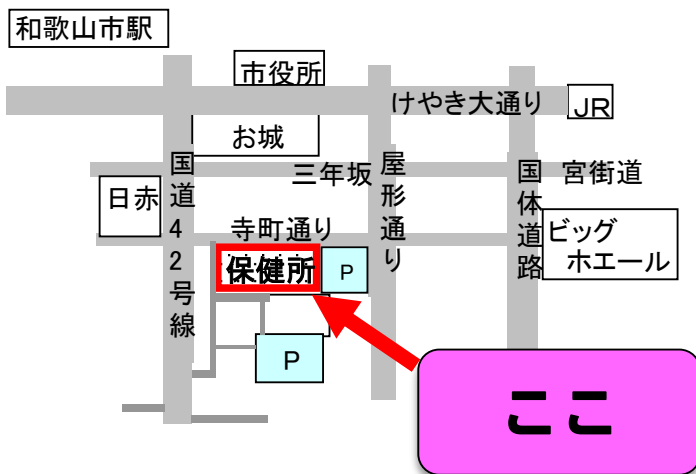 和歌山市駅
市役所
けやき大通り
JR
お城
国道42号線
三年坂
屋形通り
国体道路
宮街道
日赤
寺町通り
ビッグ
ホエール
保健所
P
P
ここ